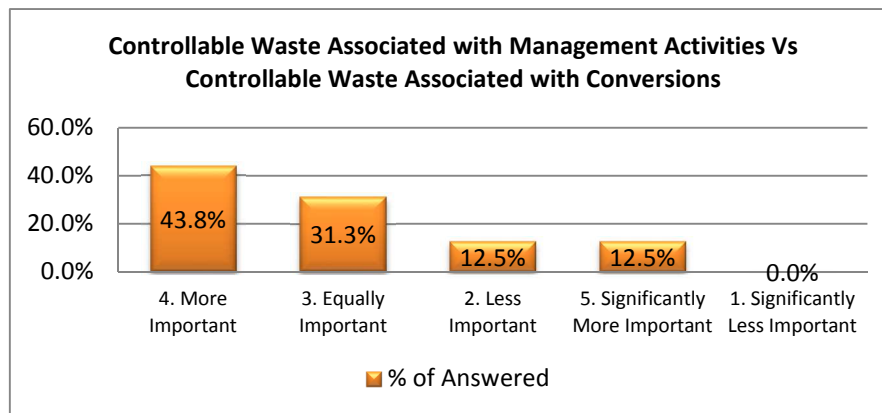 Controllable Waste Associated with Management Activities Vs
Controllable Waste Associated with Conversions
60.0%
40.0%
20.0%
0.0%
43.8%
31.3%
12.5%
12.5%
0.0%
4. More
Important
3. Equally
Important
2. Less
Important
5. Significantly
More Important
1. Significantly
Less Important
% of Answered